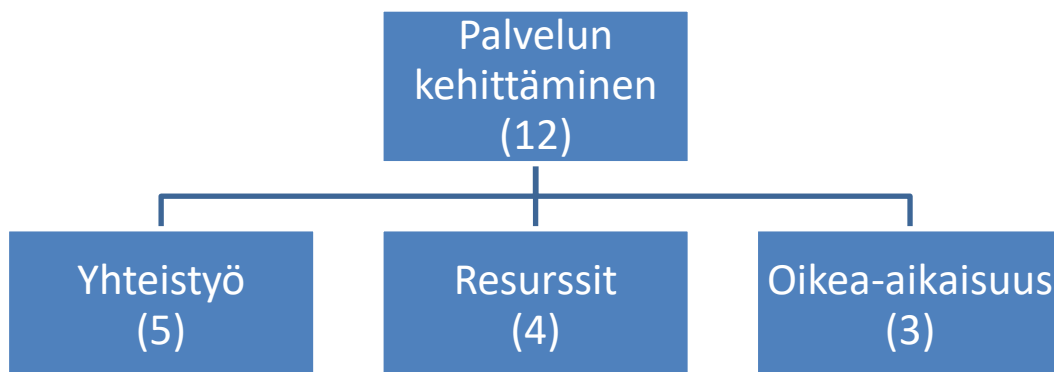 Palvelun
kehittäminen
(12)
Yhteistyö
(5)
Resurssit
(4)
Oikea-aikaisuus
(3)